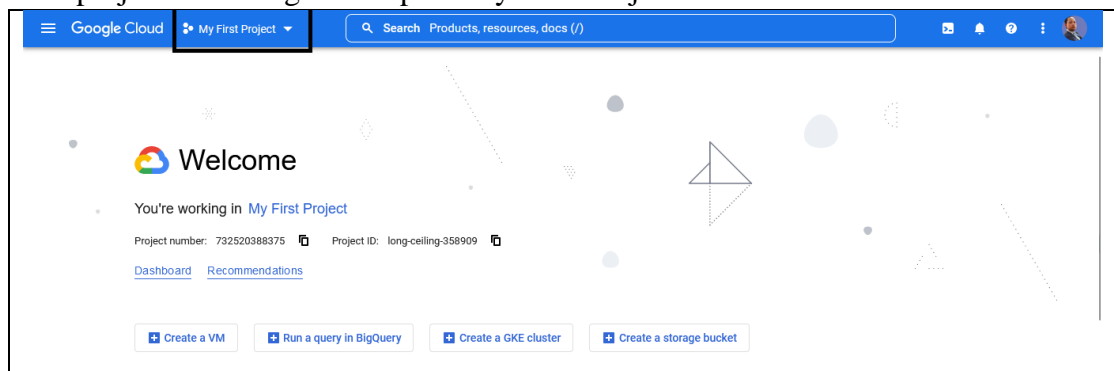 Google Cloud My First Project Search Products, resources, docs (/)
Welcome
You're working in My First Project
Project number: 732520388375 Project ID: long-ceiling-358909
Dashboard Recommendations
Create a VM Run a query in BigQuery Create a GKE cluster Create a storage bucket